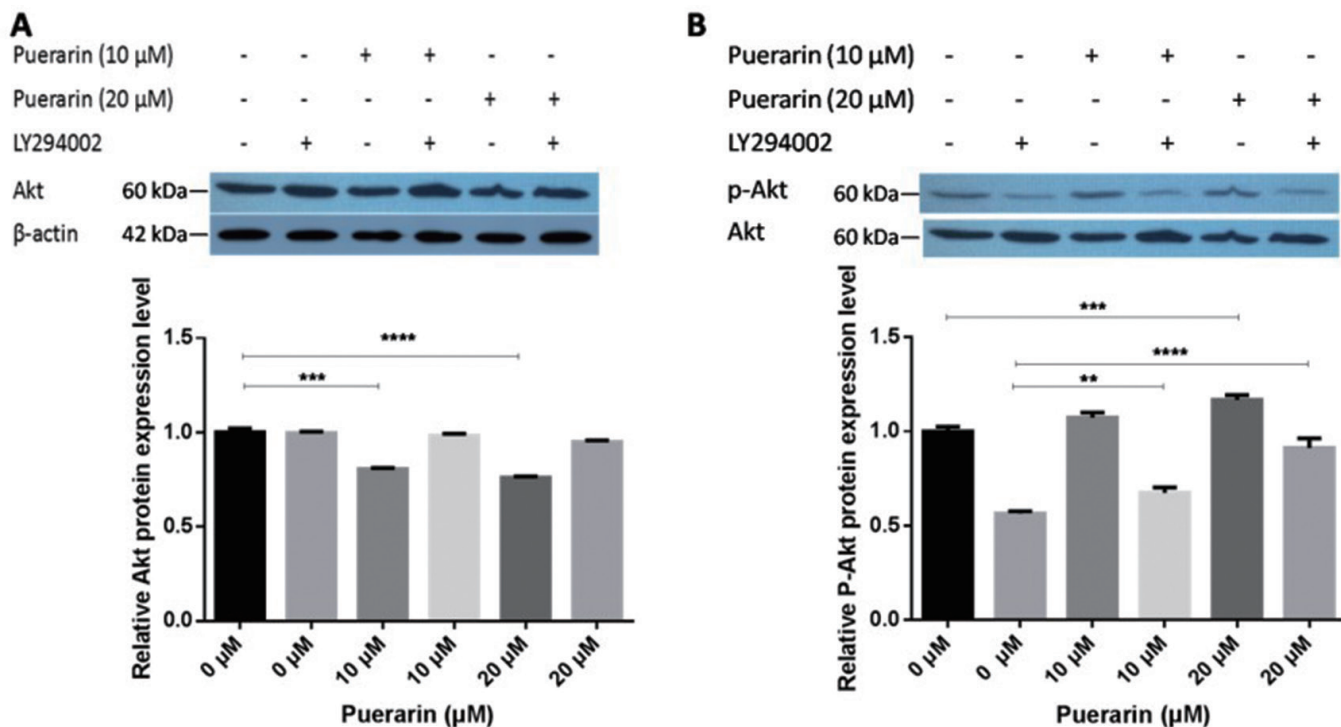 A
Puerarin (10 μM) - - + + - -
Puerarin (20 μM) - - - - + +
LY294002 - + - + - +
Akt 60 kDa
β-actin 42 kDa
Relative Akt protein expression level
1.5
1.0
0.5
0.0
****
***
0 μM 0 μM 10 μM 10 μM 20 μM 20 μM
Puerarin (μM)
B
Puerarin (10 μM) - - + + - -
Puerarin (20 μM) - - - - + +
LY294002 - + - + - +
p-Akt 60 kDa
Akt 60 kDa
Relative P-Akt protein expression level
1.5
1.0
0.5
0.0
***
****
**
0 μM 0 μM 10 μM 10 μM 20 μM 20 μM
Puerarin (μM)